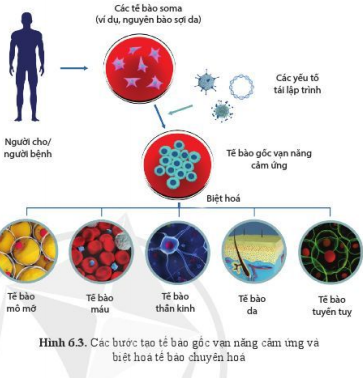 Các tế bào soma
(ví dụ, nguyên bào sợi da)
Các yếu tố
tái lập trình
Người cho/
người bệnh
Tế bào gốc vạn năng
cảm ứng
Biệt hoá
Tế bào
mô mỡ
Tế bào
máu
Tế bào
thần kinh
Tế bào
da
Tế bào
tuyến tuỵ
Hình 6.3. Các bước tạo tế bào gốc vạn năng cảm ứng và
biệt hoá tế bào chuyên hoá